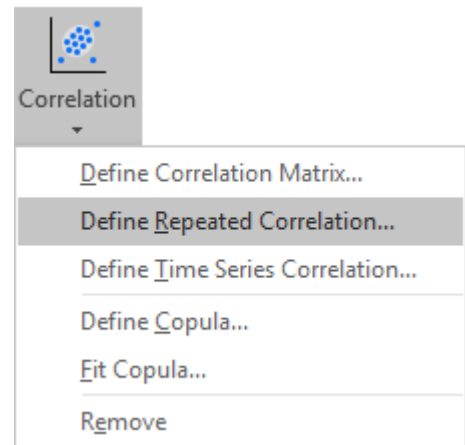 Correlation
Define Correlation Matrix...
Define Repeated Correlation...
Define Time Series Correlation...
Define Copula...
Fit Copula...
Remove